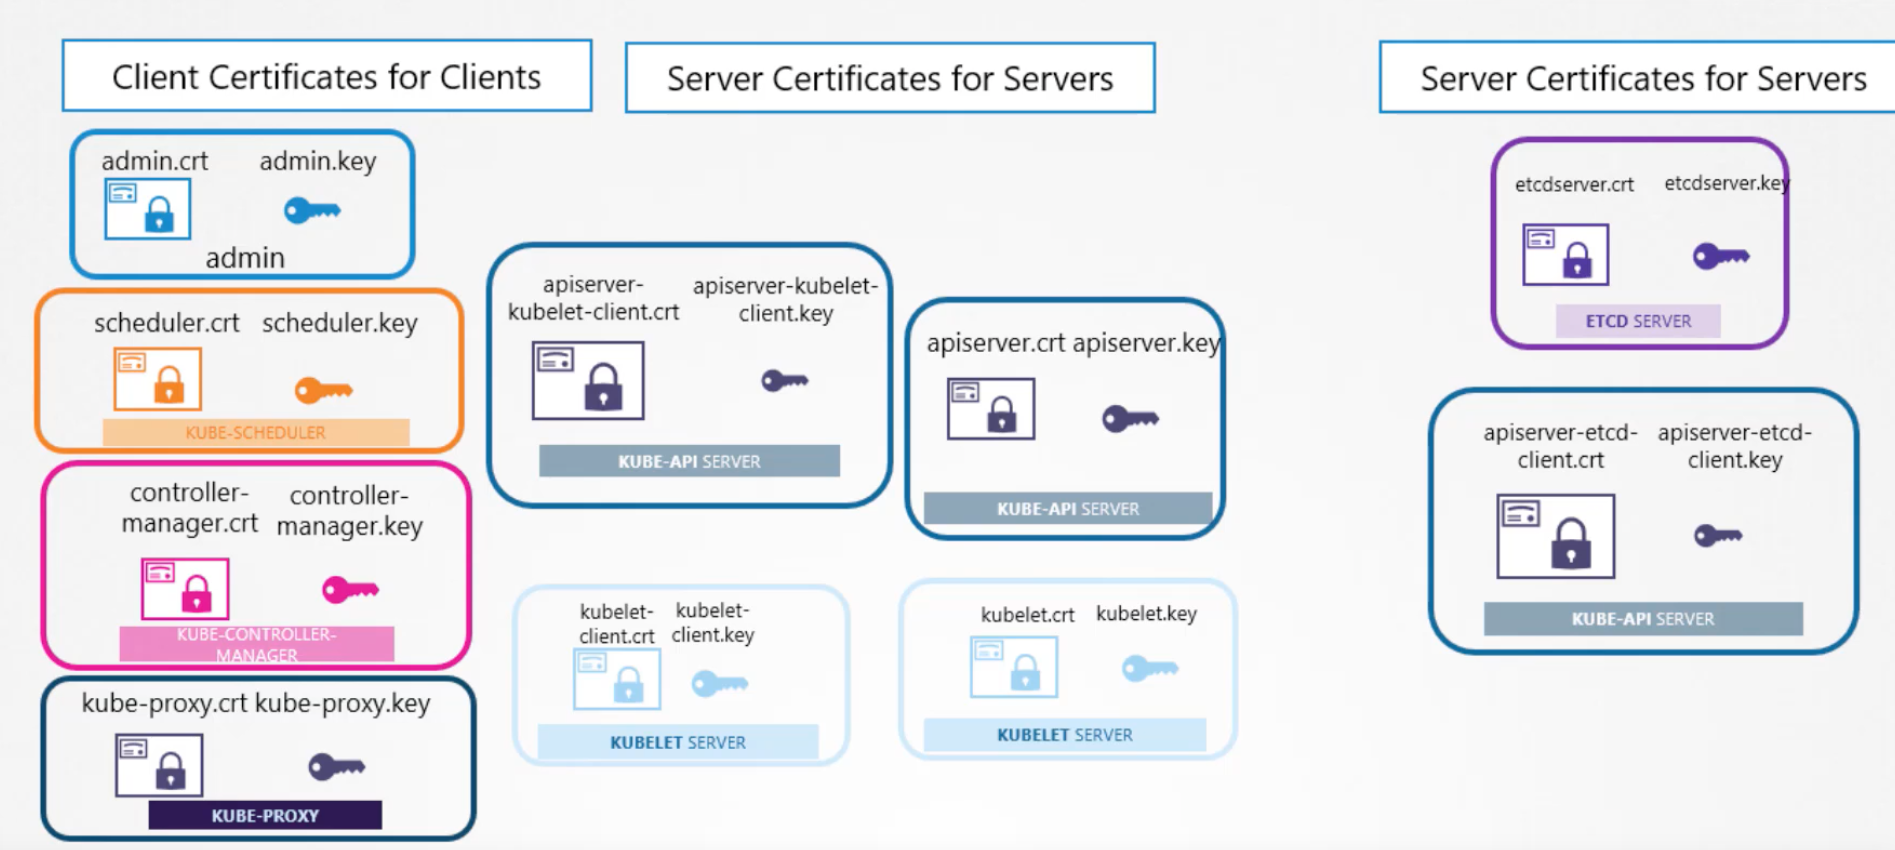 Client Certificates for Clients
Server Certificates for Servers
Server Certificates for Servers
admin.crt
admin.key
admin
scheduler.crt
scheduler.key
KUBE-SCHEDULER
controller-
manager.crt
controller-
manager.key
KUBE-CONTROLLER-
MANAGER
kube-proxy.crt
kube-proxy.key
KUBE-PROXY
apiserver-
kubelet-client.crt
apiserver-kubelet-
client.key
KUBE-API SERVER
apiserver.crt
apiserver.key
KUBE-API SERVER
kubelet-
client.crt
kubelet-
client.key
KUBELET SERVER
kubelet.crt
kubelet.key
KUBELET SERVER
etcdserver.crt
etcdserver.key
ETCD SERVER
apiserver-etcd-
client.crt
apiserver-etcd-
client.key
KUBE-API SERVER